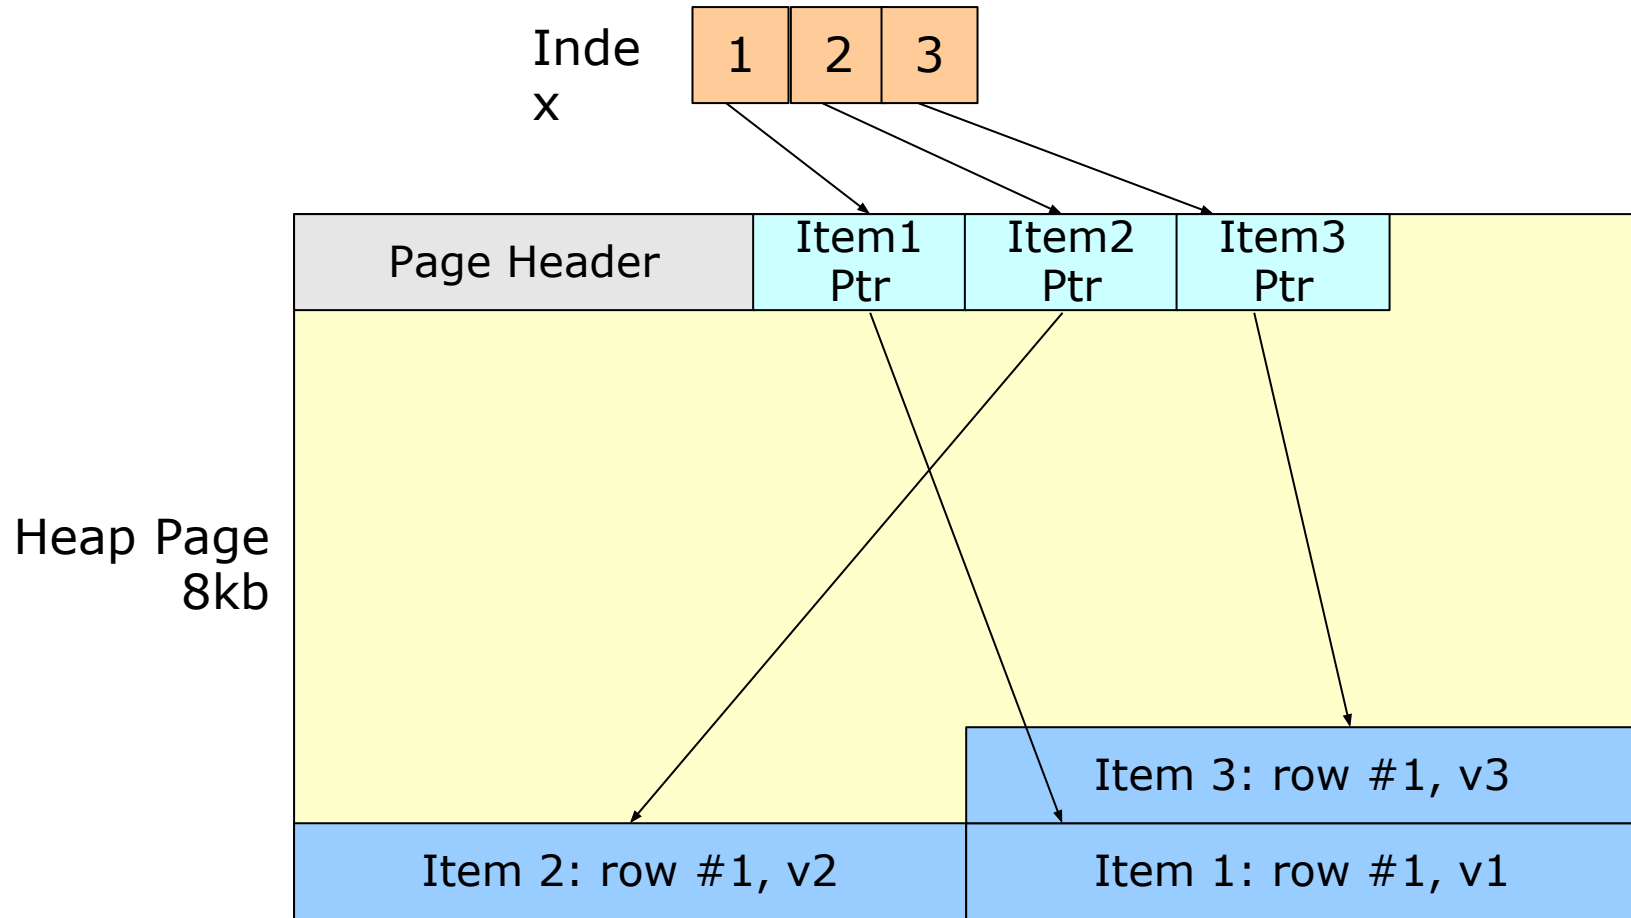 Inde
x
1 2 3
Page Header
Item1
Ptr
Item2
Ptr
Item3
Ptr
Heap Page
8kb
Item 3: row #1, v3
Item 2: row #1, v2
Item 1: row #1, v1